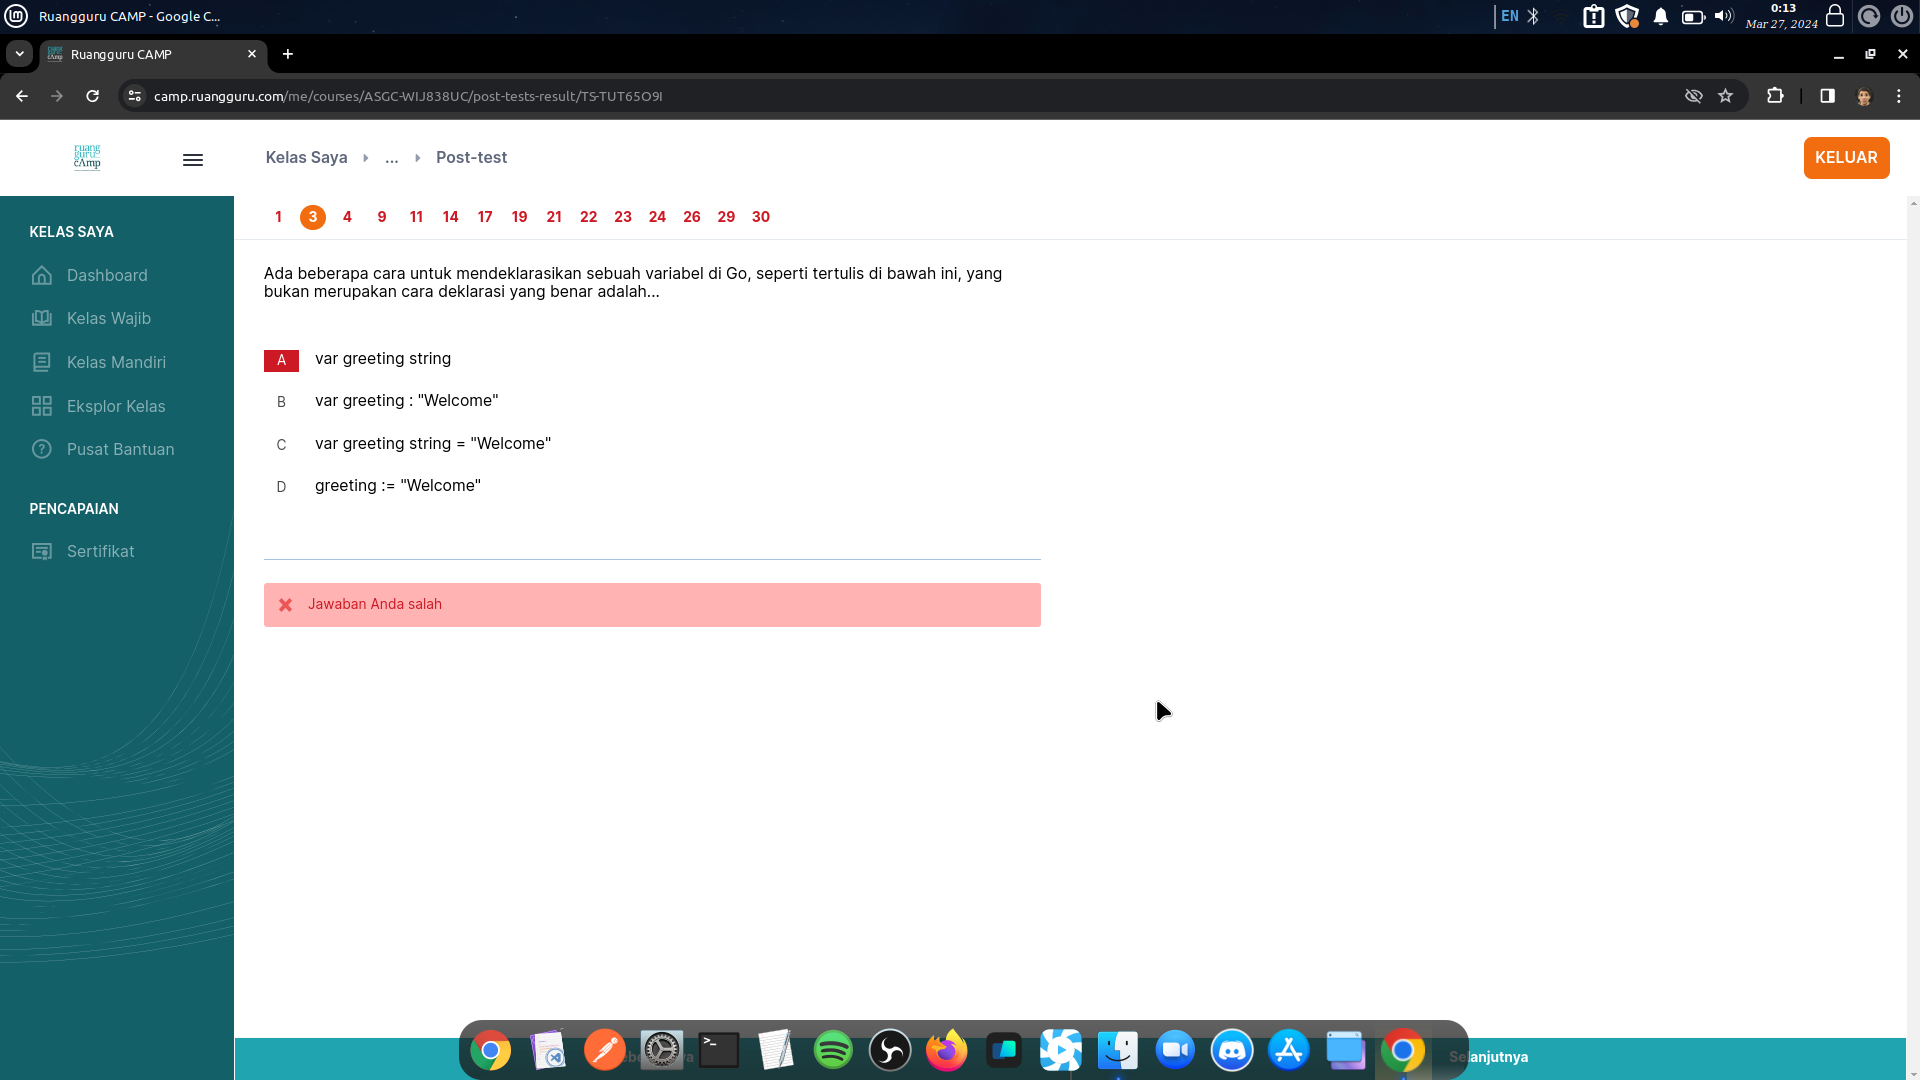 Ruangguru CAMP - Google C...
EN
0:13
Mar 27, 2024
Ruangguru CAMP
camp.ruangguru.com/me/courses/ASGC-WIJ838UC/post-tests-result/TS-TUT65O9I
ruang
guru
cAmp
Kelas Saya ... Post-test
KELUAR
KELAS SAYA
Dashboard
Kelas Wajib
Kelas Mandiri
Eksplor Kelas
Pusat Bantuan
PENCAPAIAN
Sertifikat
1 3 4 9 11 14 17 19 21 22 23 24 26 29 30
Ada beberapa cara untuk mendeklarasikan sebuah variabel di Go, seperti tertulis di bawah ini, yang
bukan merupakan cara deklarasi yang benar adalah...
A var greeting string
B var greeting : "Welcome"
C var greeting string = "Welcome"
D greeting := "Welcome"
Jawaban Anda salah
Selanjutnya